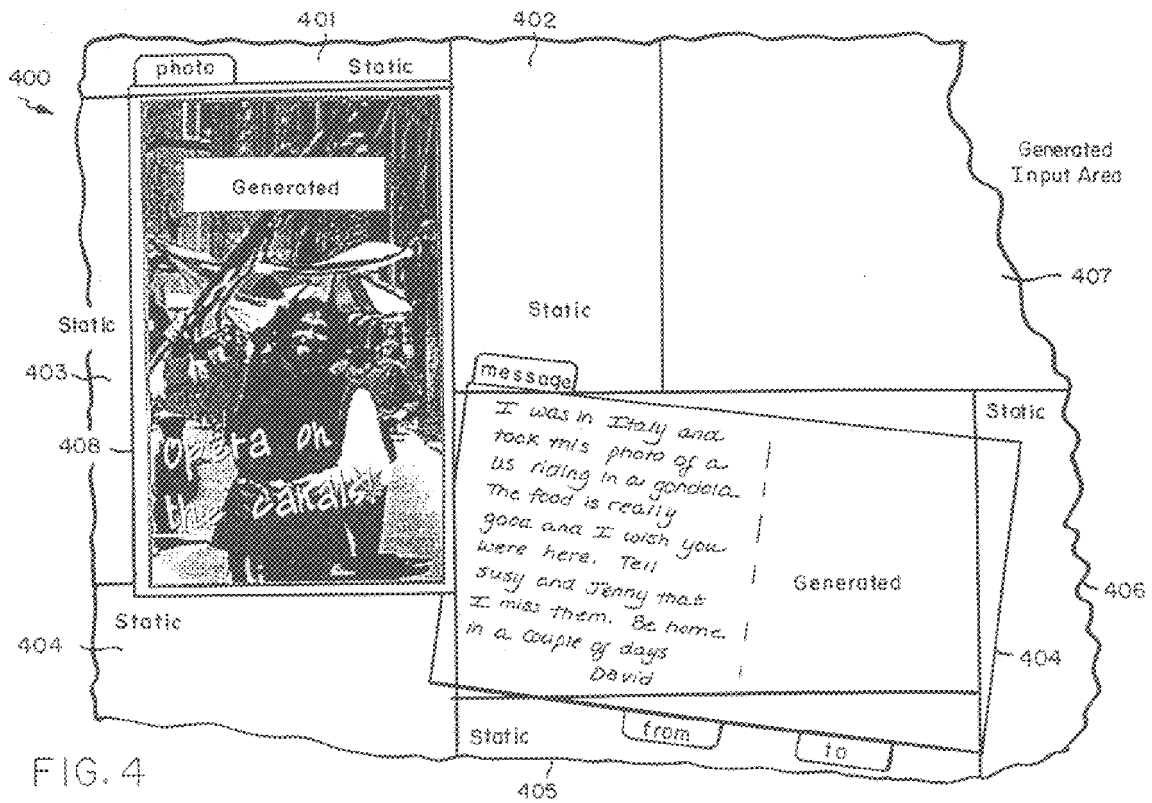 401
402
400
photo
Static
Generated
Input Area
Generated
407
Static
Static
403
message
Static
408
opera on
the canals
I was in Italy and
took this photo of a
us riding in a gondola.
The food is really
good and I wish you
were here. Tell
Susy and Jenny that
I miss them. Be home
in a couple of days
David
Generated
406
Static
404
404
Static
from
to
405
FIG. 4